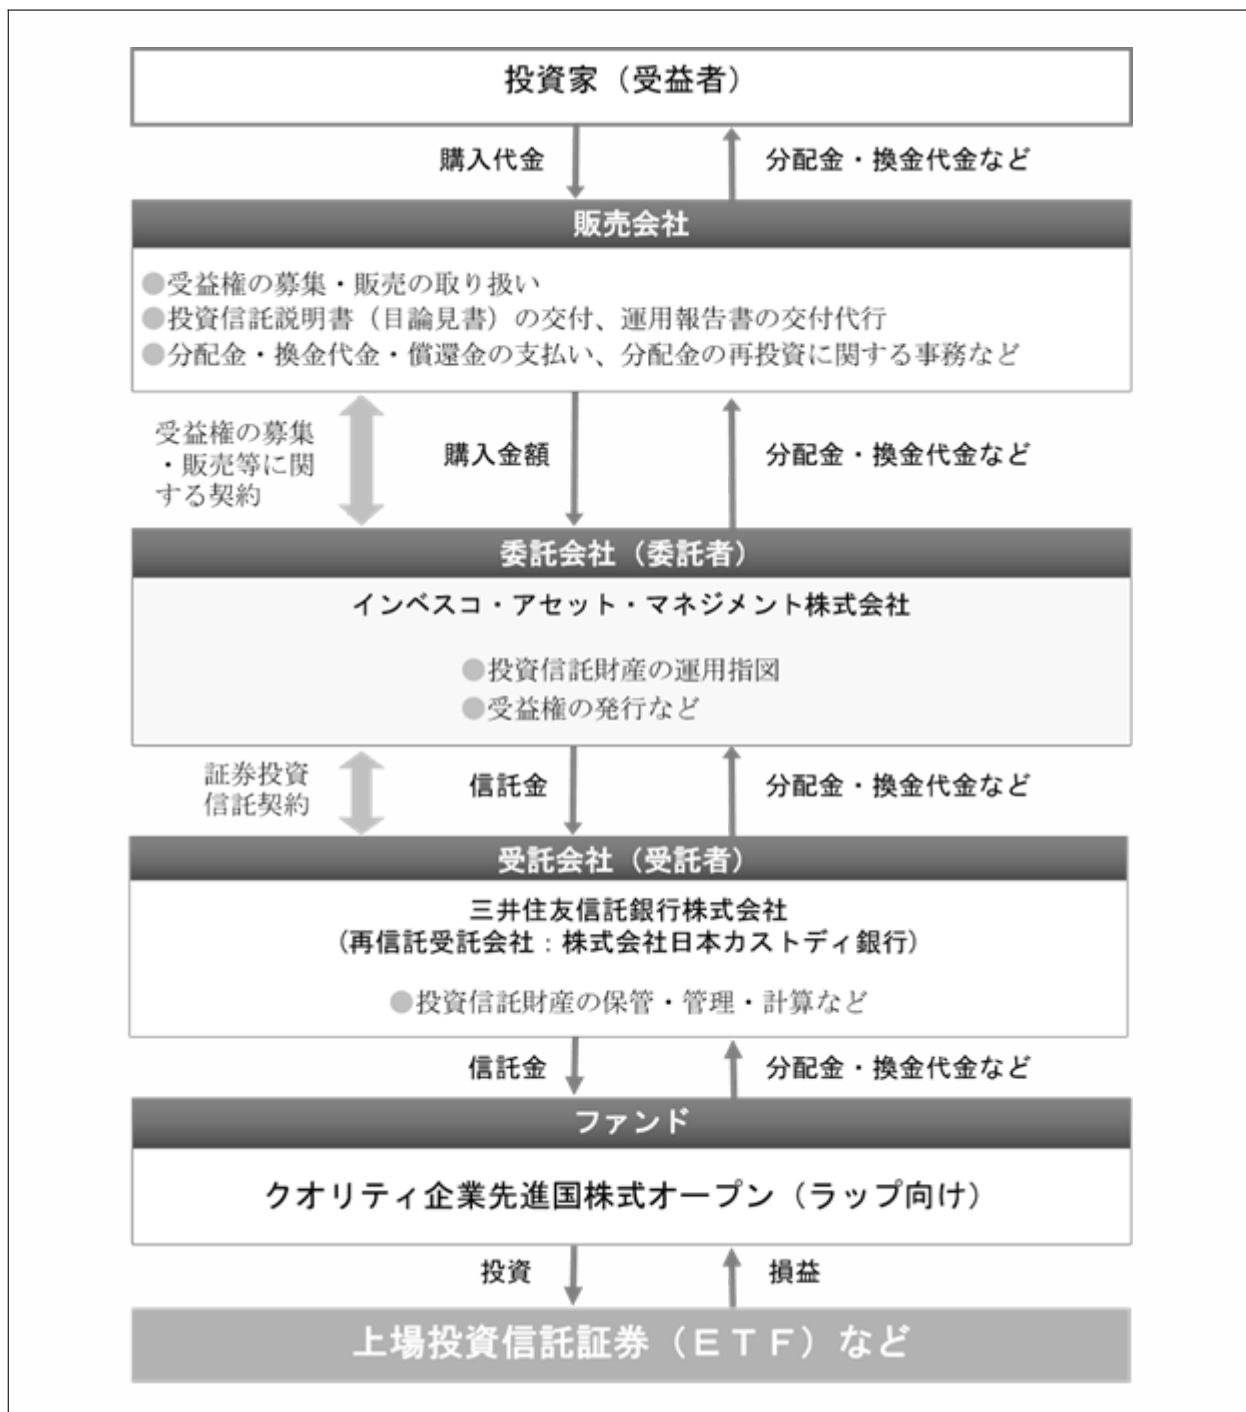 投資家（受益者）
購入代金
分配金・換金代金など
販売会社
●受益権の募集・販売の取り扱い
●投資信託説明書（目論見書）の交付、運用報告書の交付代行
●分配金・換金代金・償還金の支払い、分配金の再投資に関する事務など
受益権の募集
・販売等に関
する契約
購入金額
分配金・換金代金など
委託会社（委託者）
インベスコ・アセット・マネジメント株式会社
●投資信託財産の運用指図
●受益権の発行など
証券投資
信託契約
信託金
分配金・換金代金など
受託会社（受託者）
三井住友信託銀行株式会社
(再信託受託会社：株式会社日本カストディ銀行)
●投資信託財産の保管・管理・計算など
信託金
分配金・換金代金など
ファンド
クオリティ企業先進国株式オープン（ラップ向け）
投資
損益
上場投資信託証券（ＥＴＦ）など